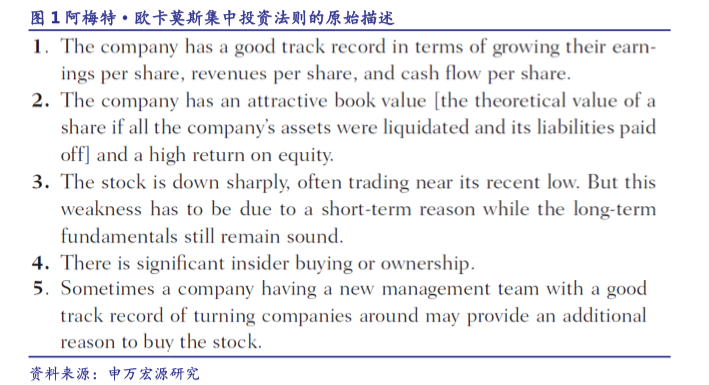 图 1 阿梅特·欧卡莫斯集中投资法则的原始描述
1. The company has a good track record in terms of growing their earn-
ings per share, revenues per share, and cash flow per share.
2. The company has an attractive book value [the theoretical value of a
share if all the company's assets were liquidated and its liabilities paid
off] and a high return on equity.
3. The stock is down sharply, often trading near its recent low. But this
weakness has to be due to a short-term reason while the long-term
fundamentals still remain sound.
4. There is significant insider buying or ownership.
5. Sometimes a company having a new management team with a good
track record of turning companies around may provide an additional
reason to buy the stock.
资料来源：申万宏源研究